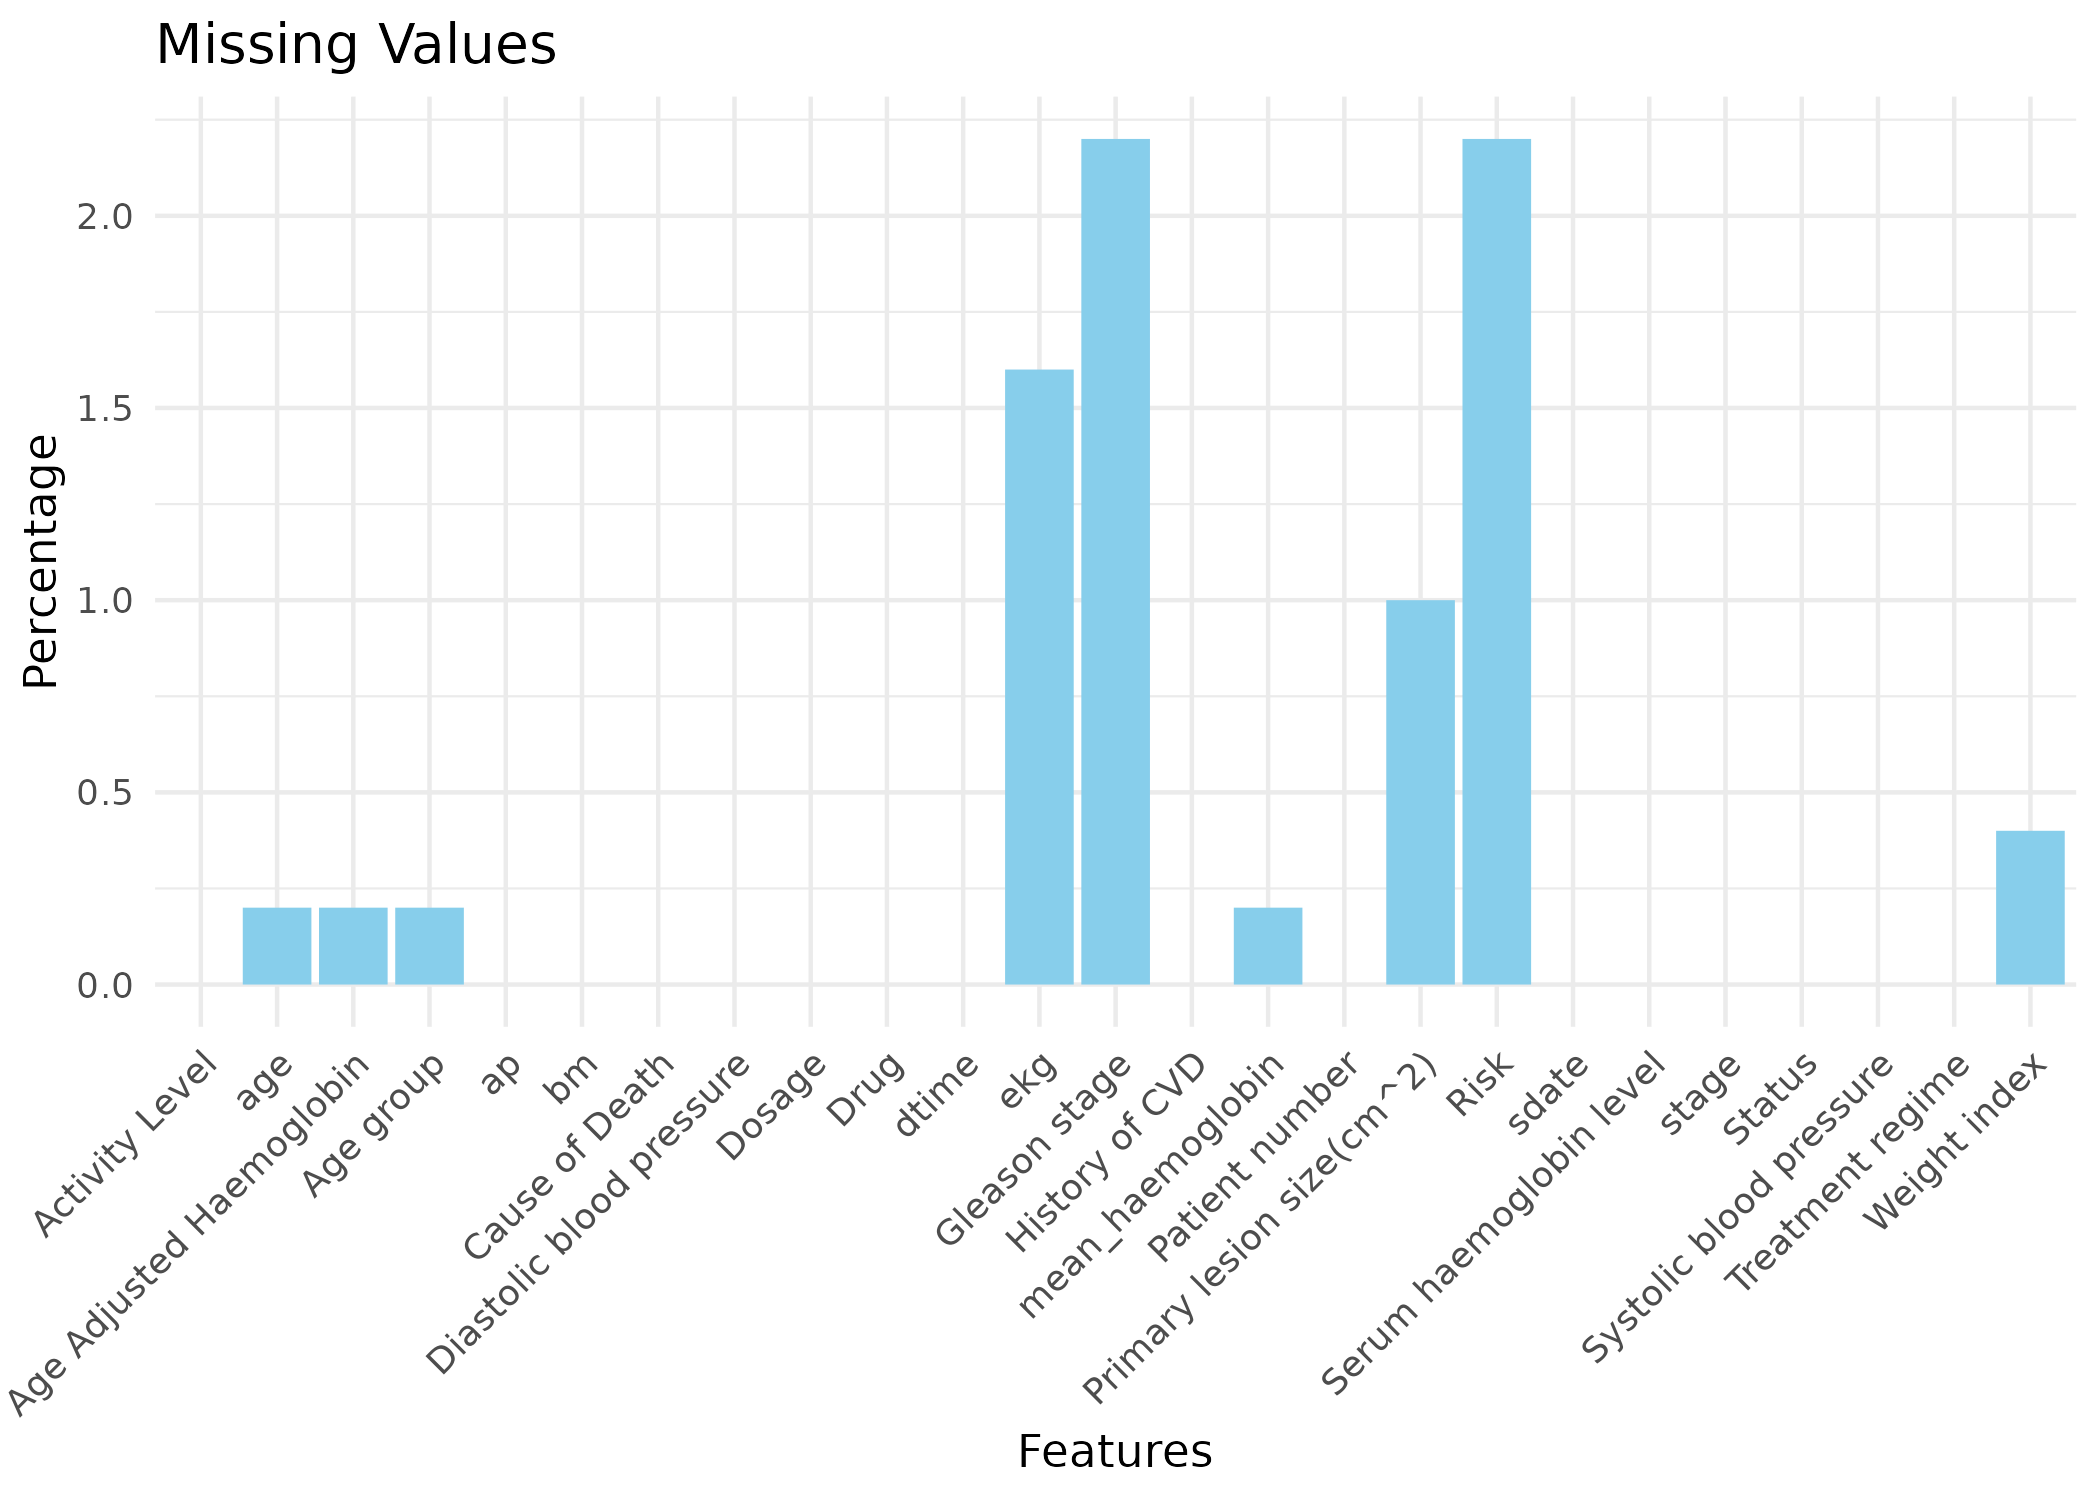 Missing Values
Percentage
2.0
1.5
1.0
0.5
0.0
Activity Level
age
Age Adjusted Haemoglobin
Age group
ap
bm
Cause of Death
Diastolic blood pressure
Dosage
Drug
dtime
ekg
Gleason stage
History of CVD
mean_haemoglobin
Patient number
Primary lesion size(cm^2)
Risk
sdate
Serum haemoglobin level
stage
Status
Systolic blood pressure
Treatment regime
Weight index
Features